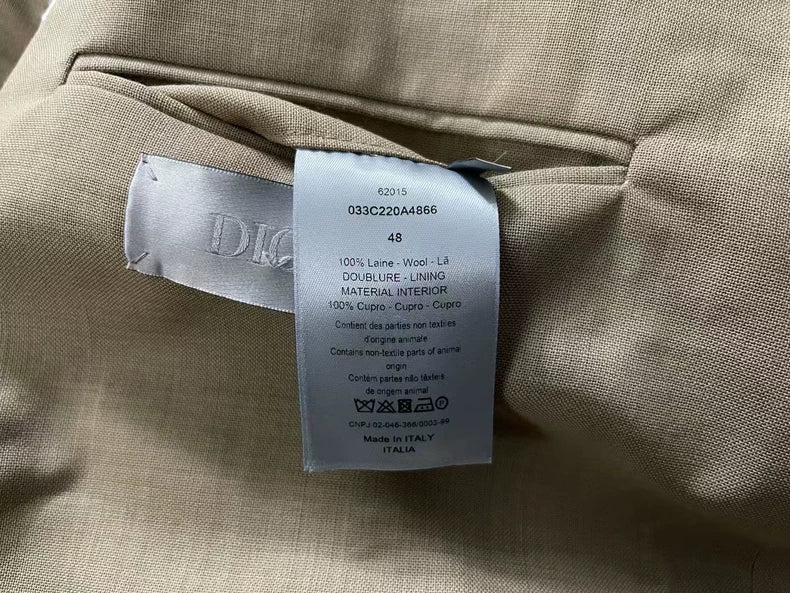 DIO
62015
033C220A4866
48
100% Laine - Wool - Lã
DOUBLURE - LINING
MATERIAL INTERIOR
100% Cupro - Cupro - Cupro
Contient des parties non textiles
d'origine animale
Contains non-textile parts of animal
origin
Contém partes não têxteis
de origem animal
CNPJ 02-046-366/0003-99
Made In ITALY
ITALIA